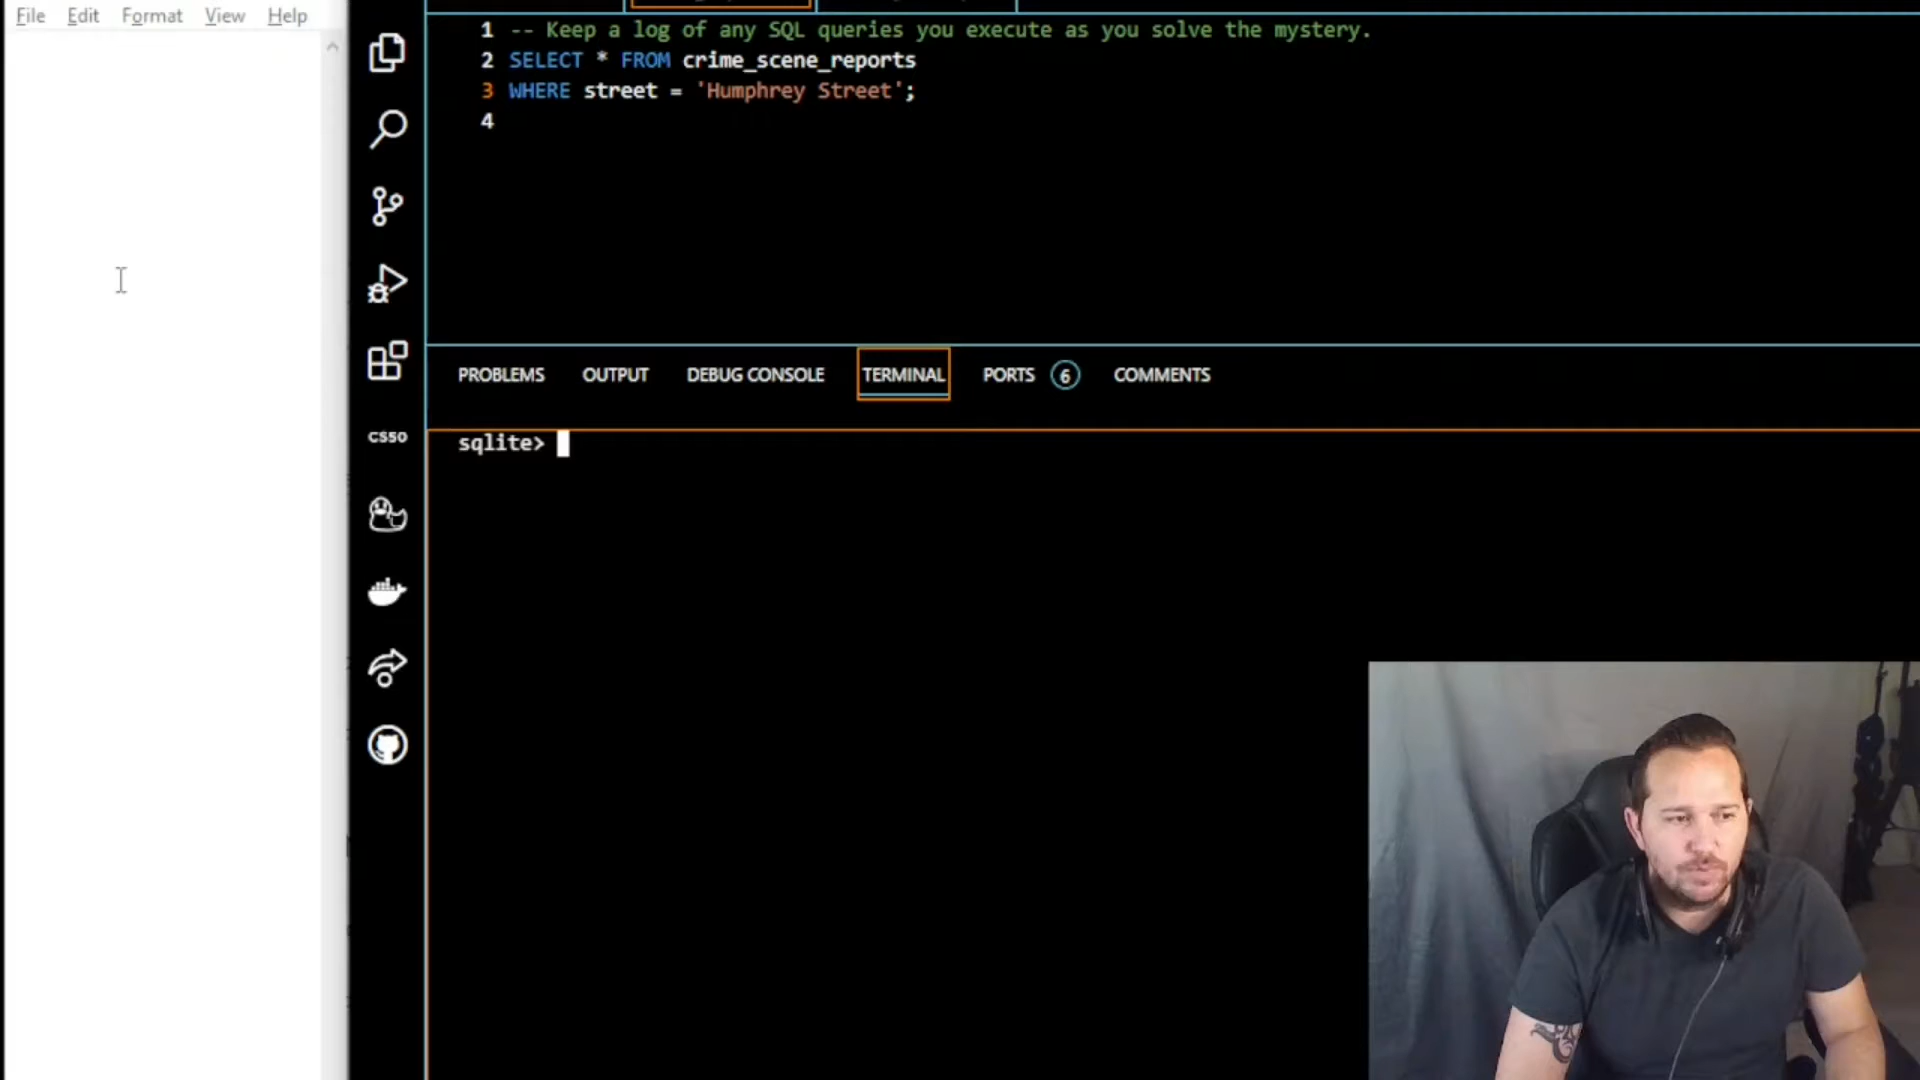 File Edit Format View Help
1 -- Keep a log of any SQL queries you execute as you solve the mystery.
2 SELECT * FROM crime_scene_reports
3 WHERE street = 'Humphrey Street';
4
CS50
PROBLEMS OUTPUT DEBUG CONSOLE TERMINAL PORTS 6 COMMENTS
sqlite>